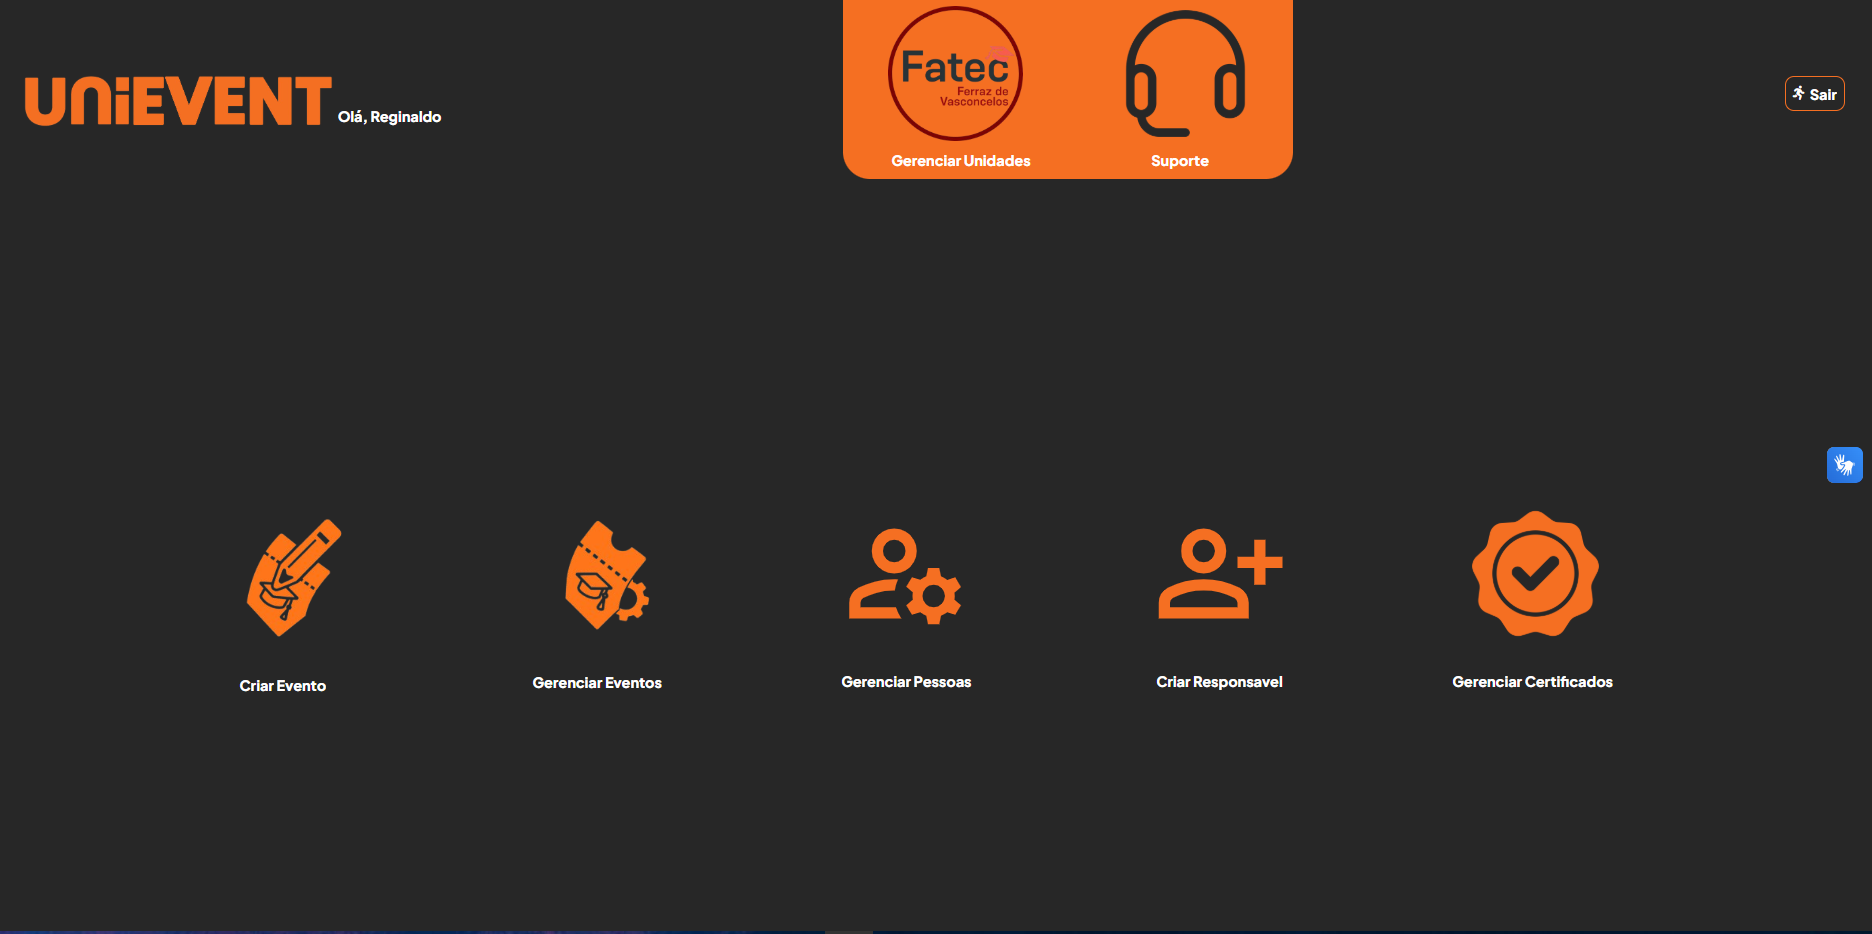 UNiEVENT
Olá, Reginaldo
Fatec
Ferraz de
Vasconcelos
Gerenciar Unidades
Suporte
Sair
Criar Evento
Gerenciar Eventos
Gerenciar Pessoas
Criar Responsavel
Gerenciar Certificados